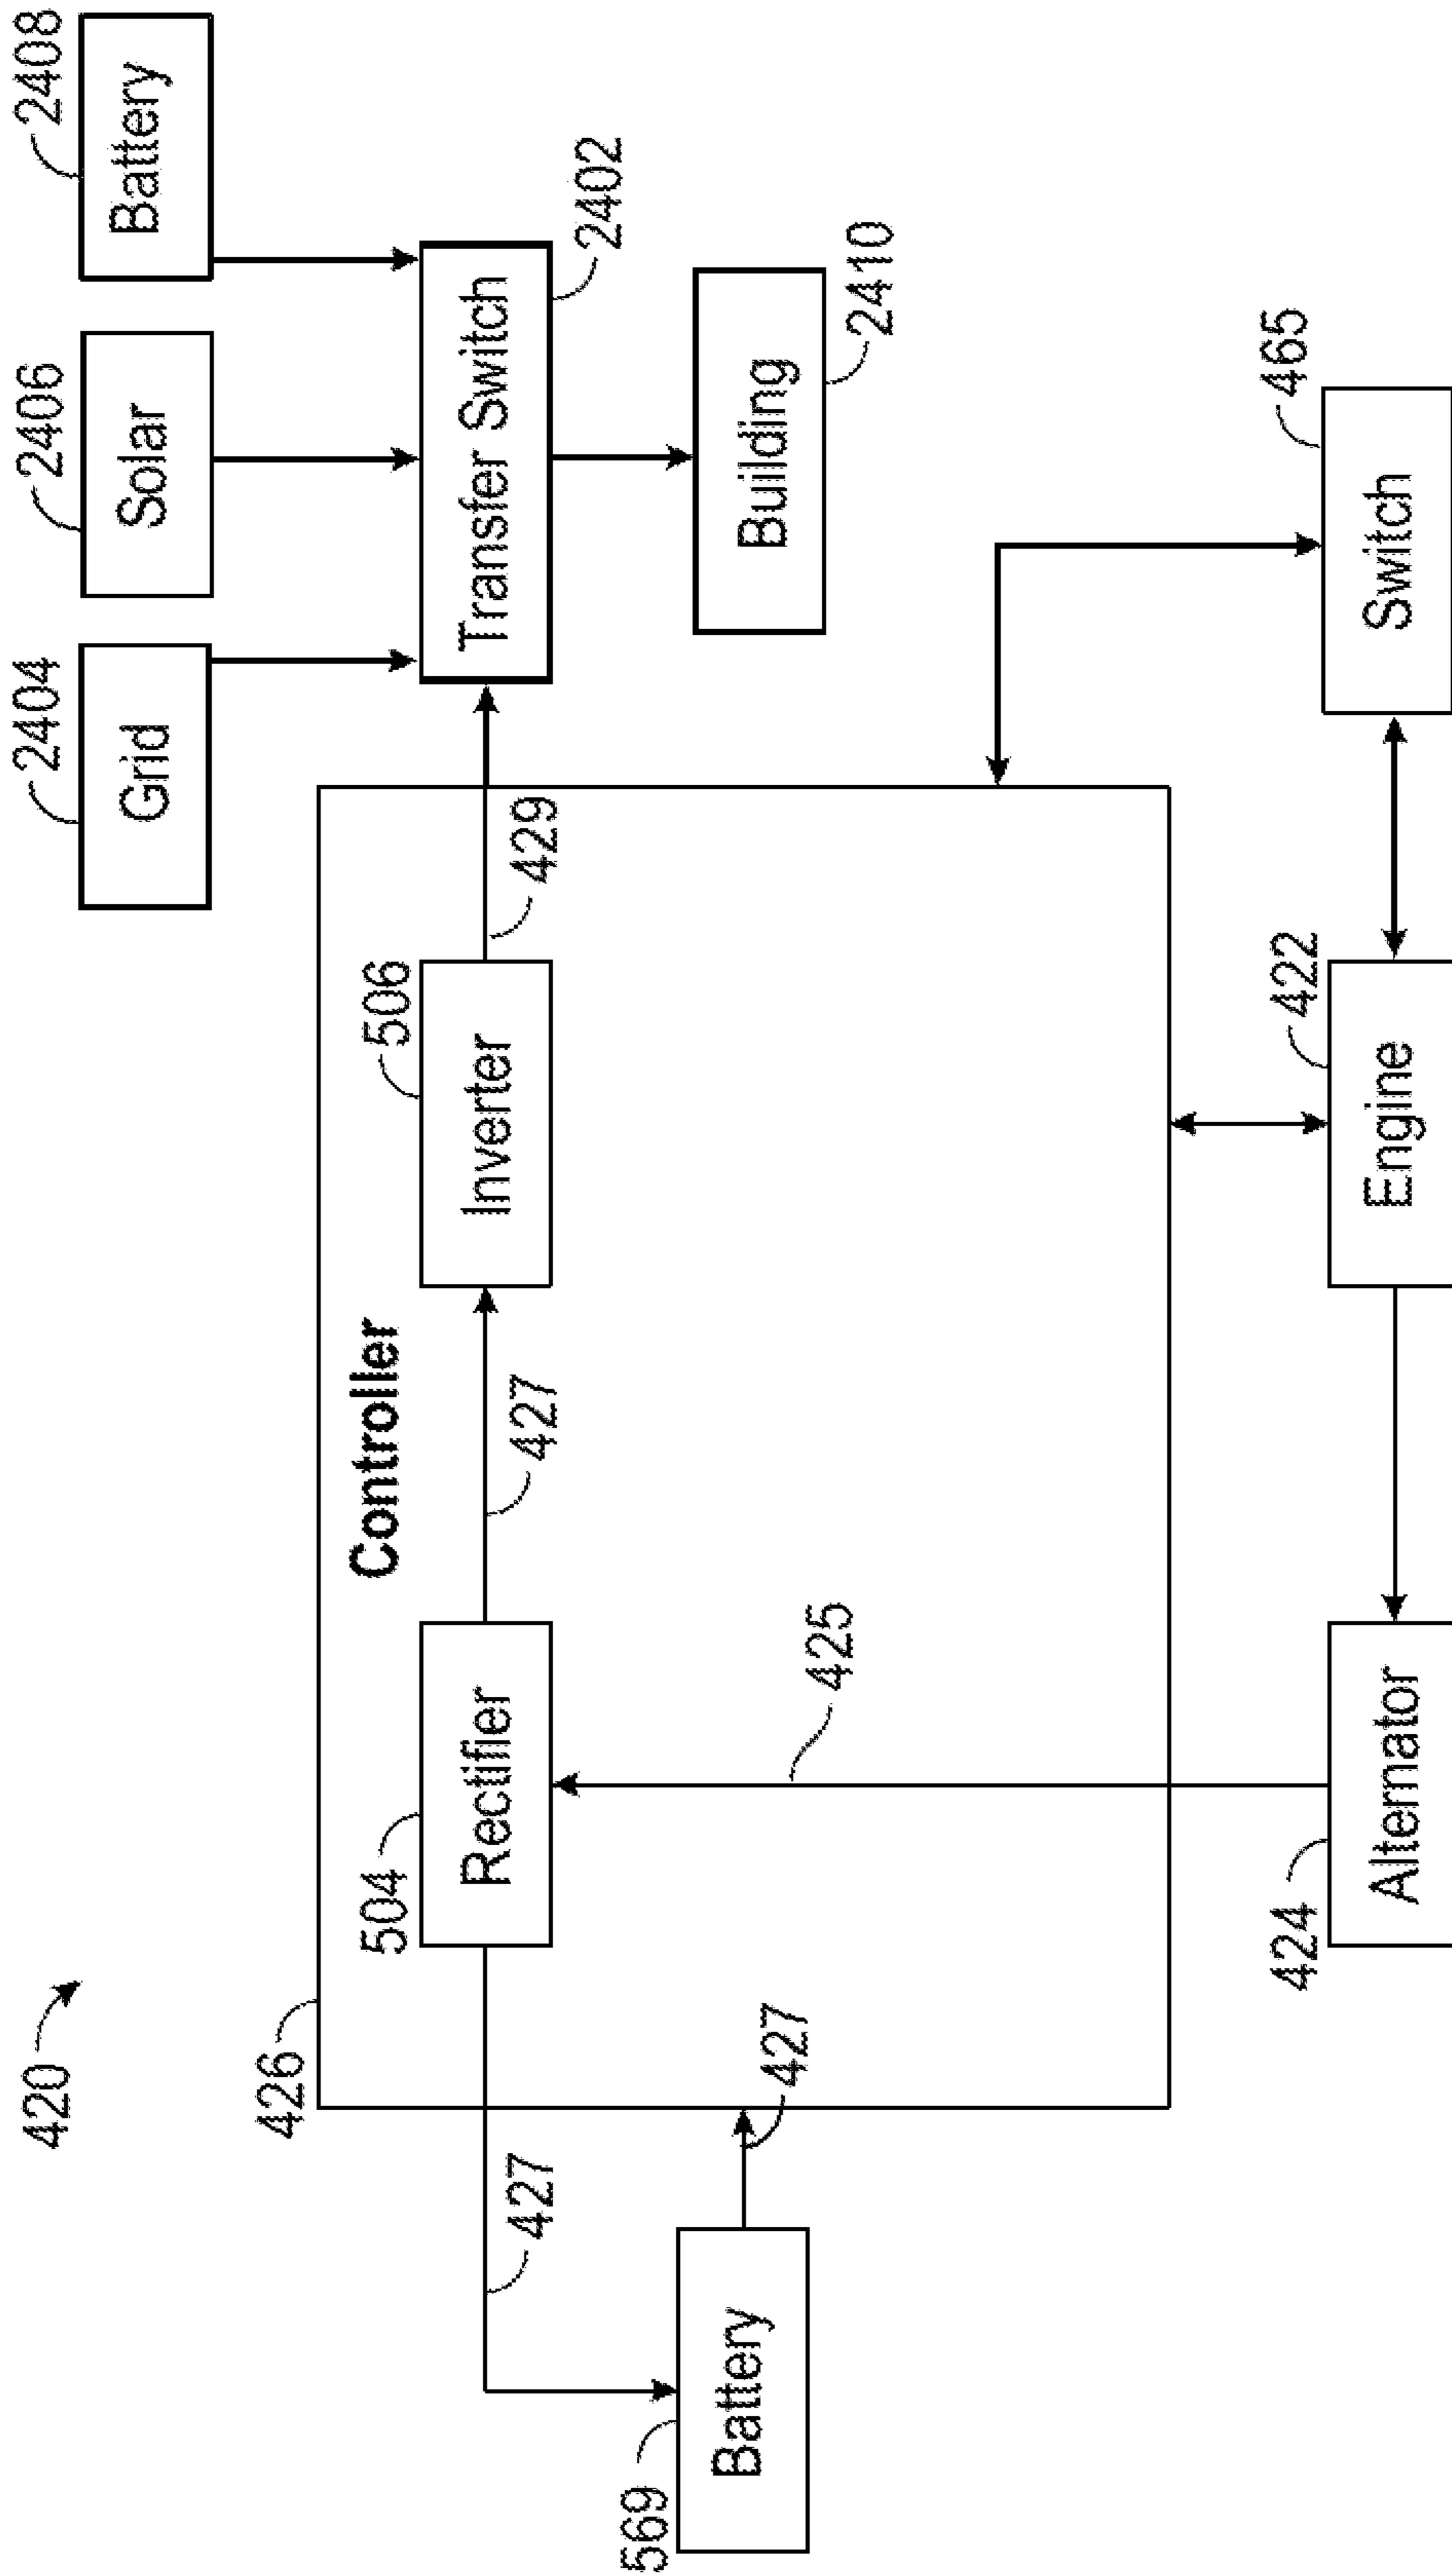 420
2404
2406
2408
Grid
Solar
Battery
426
Controller
504
506
Rectifier
Inverter
Transfer Switch
427
427
429
2402
569
Battery
427
425
Building
2410
424
422
465
Alternator
Engine
Switch